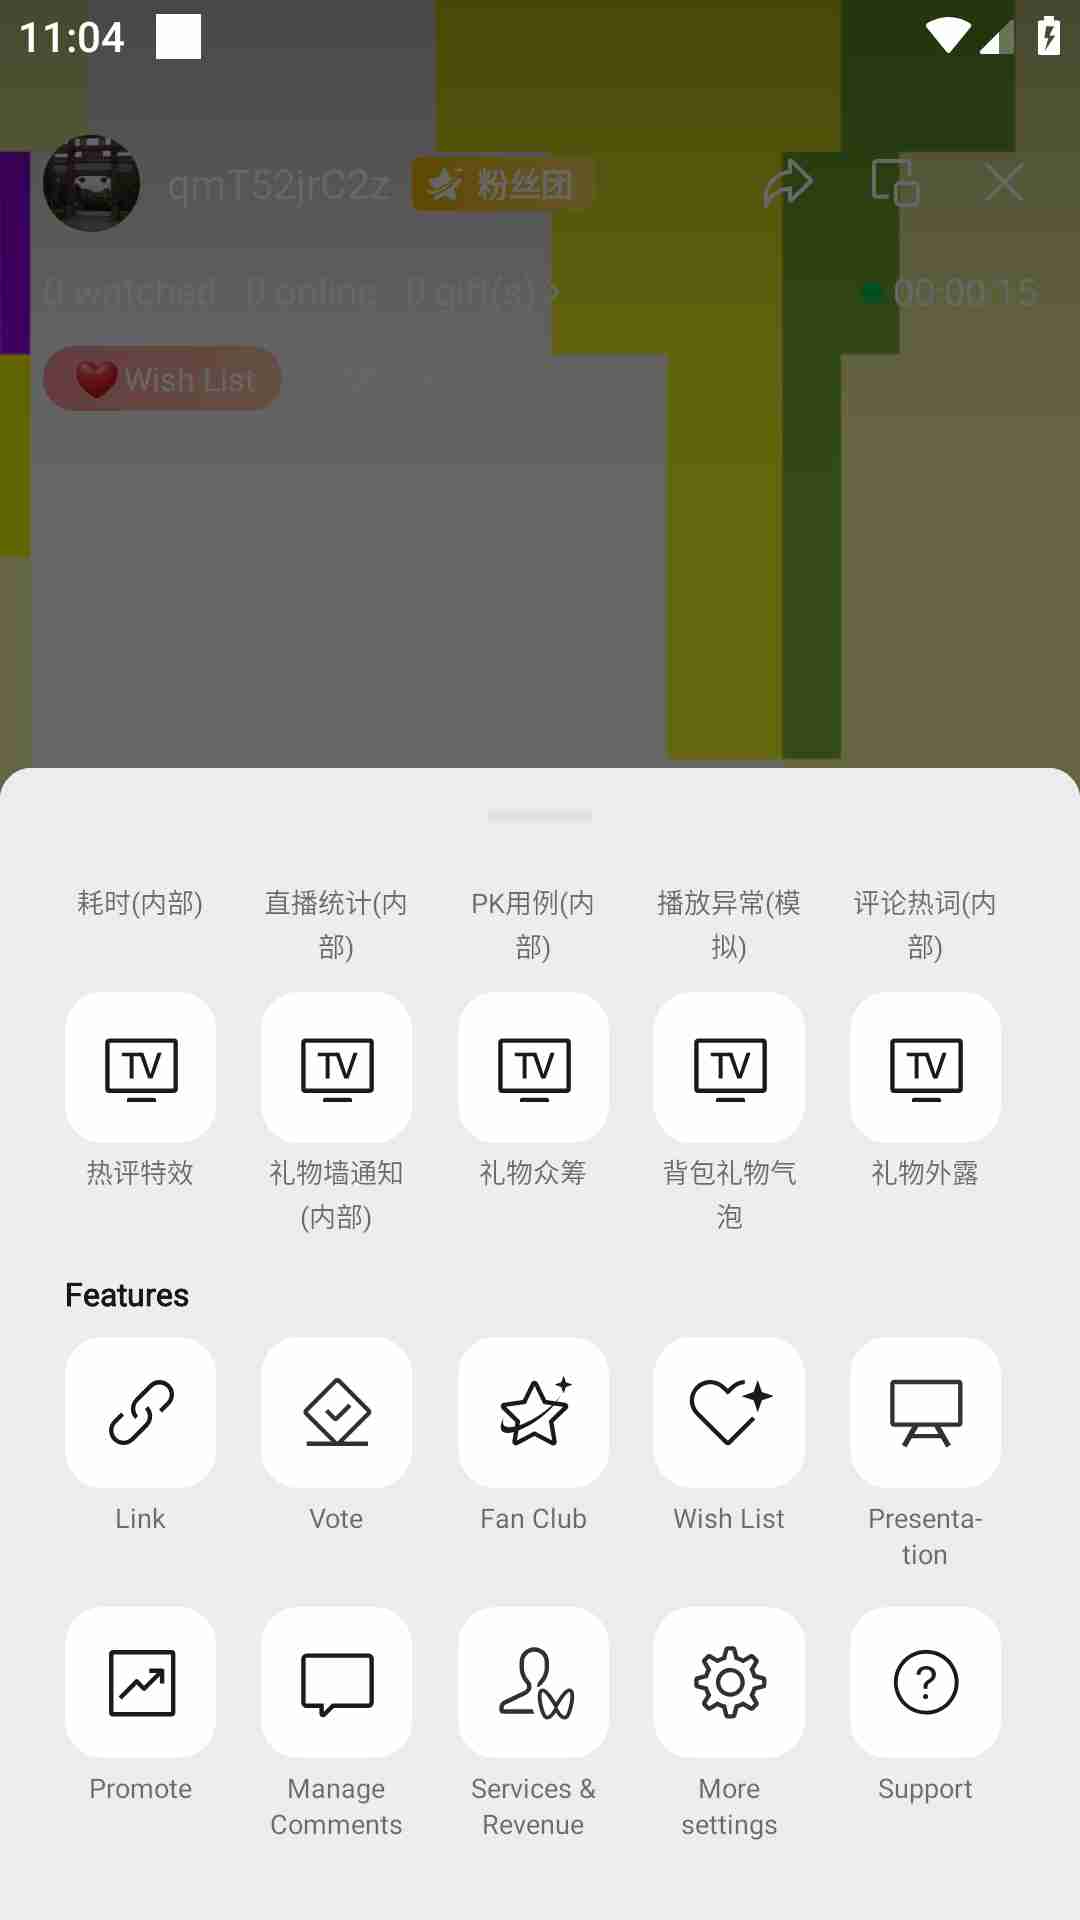 11:04
qmT52jrC2z 粉丝团
0 watched 0 online 0 gift(s) 00:00:15
Wish List
耗时(内部) 直播统计(内 PK用例(内 播放异常(模 评论热词(内
部) 部) 拟) 部)
TV TV TV TV TV
热评特效 礼物墙通知 礼物众筹 背包礼物气 礼物外露
(内部) 泡
Features
Link Vote Fan Club Wish List Presenta-
tion
Promote Manage Services & More Support
Comments Revenue settings